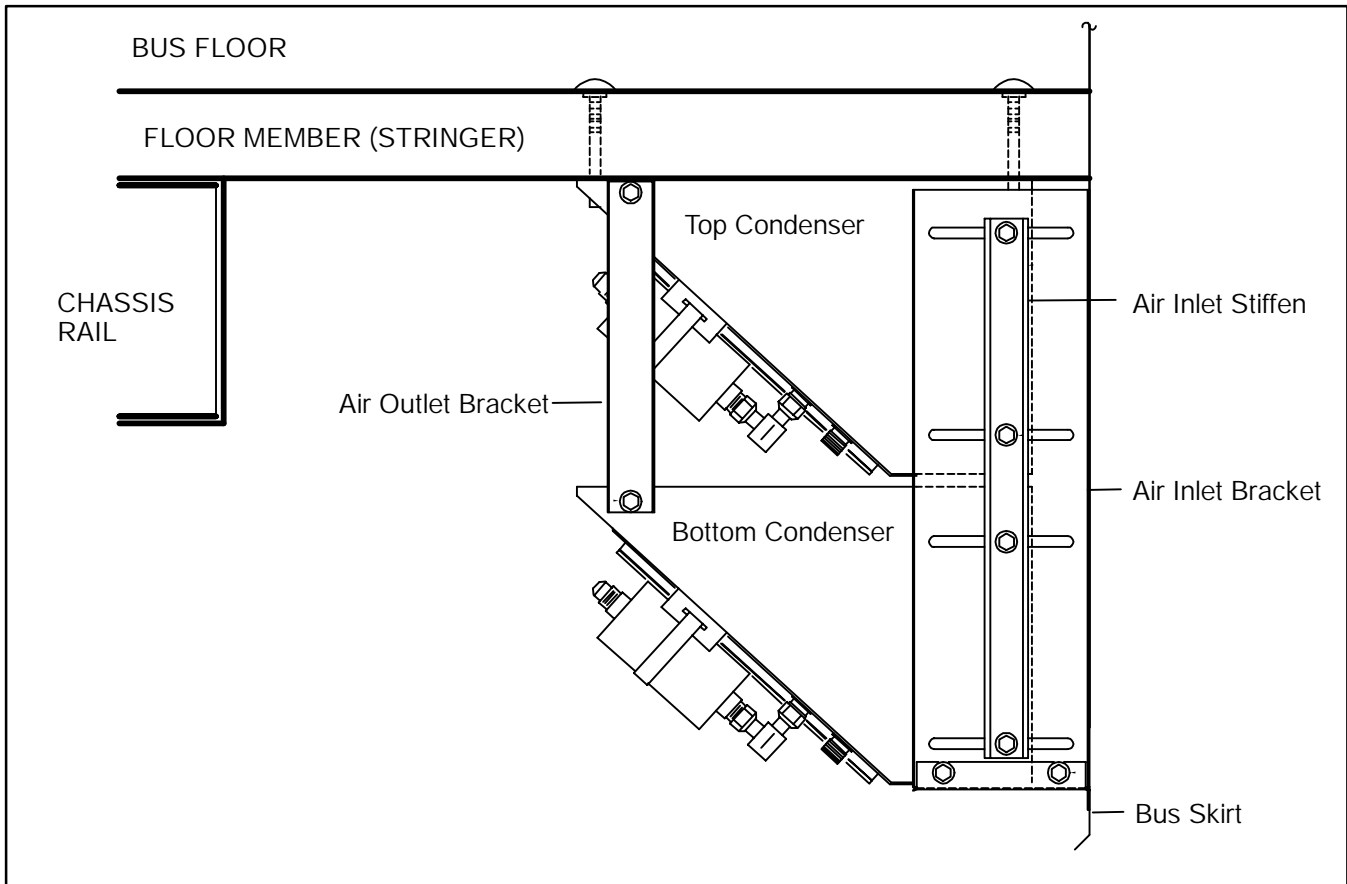 BUS FLOOR
FLOOR MEMBER (STRINGER)
Top Condenser
CHASSIS
RAIL
Air Inlet Stiffen
Air Outlet Bracket
Air Inlet Bracket
Bottom Condenser
Bus Skirt